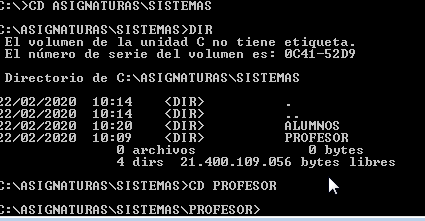 C:\>CD ASIGNATURAS\SISTEMAS
C:\ASIGNATURAS\SISTEMAS>DIR
El volumen de la unidad C no tiene etiqueta.
El número de serie del volumen es: 0C41-52D9
Directorio de C:\ASIGNATURAS\SISTEMAS
22/02/2020 10:14 <DIR> .
22/02/2020 10:14 <DIR> ..
22/02/2020 10:20 <DIR> ALUMNOS
22/02/2020 10:09 <DIR> PROFESOR
0 archivos 0 bytes
4 dirs 21.400.109.056 bytes libres
C:\ASIGNATURAS\SISTEMAS>CD PROFESOR
C:\ASIGNATURAS\SISTEMAS\PROFESOR>